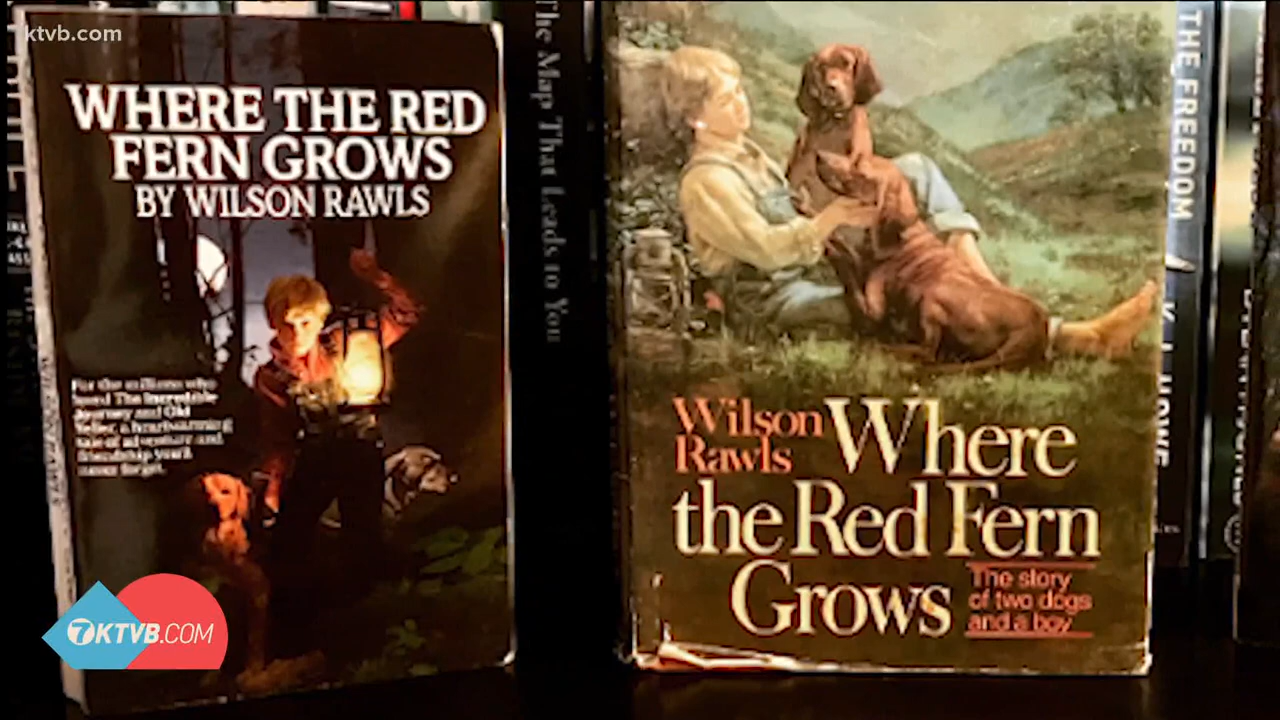 ktvb.com
WHERE THE RED
FERN GROWS
BY WILSON RAWLS
For the millions who
loved The Incredible
Journey and Old
Yeller, a heartwarming
tale of adventure and
friendship you'll
never forget.
7KTVB.COM
The Map That Leads to You
Wilson
Rawls
Where
the Red Fern
Grows
The story
of two dogs
and a boy
THE FREEDOM